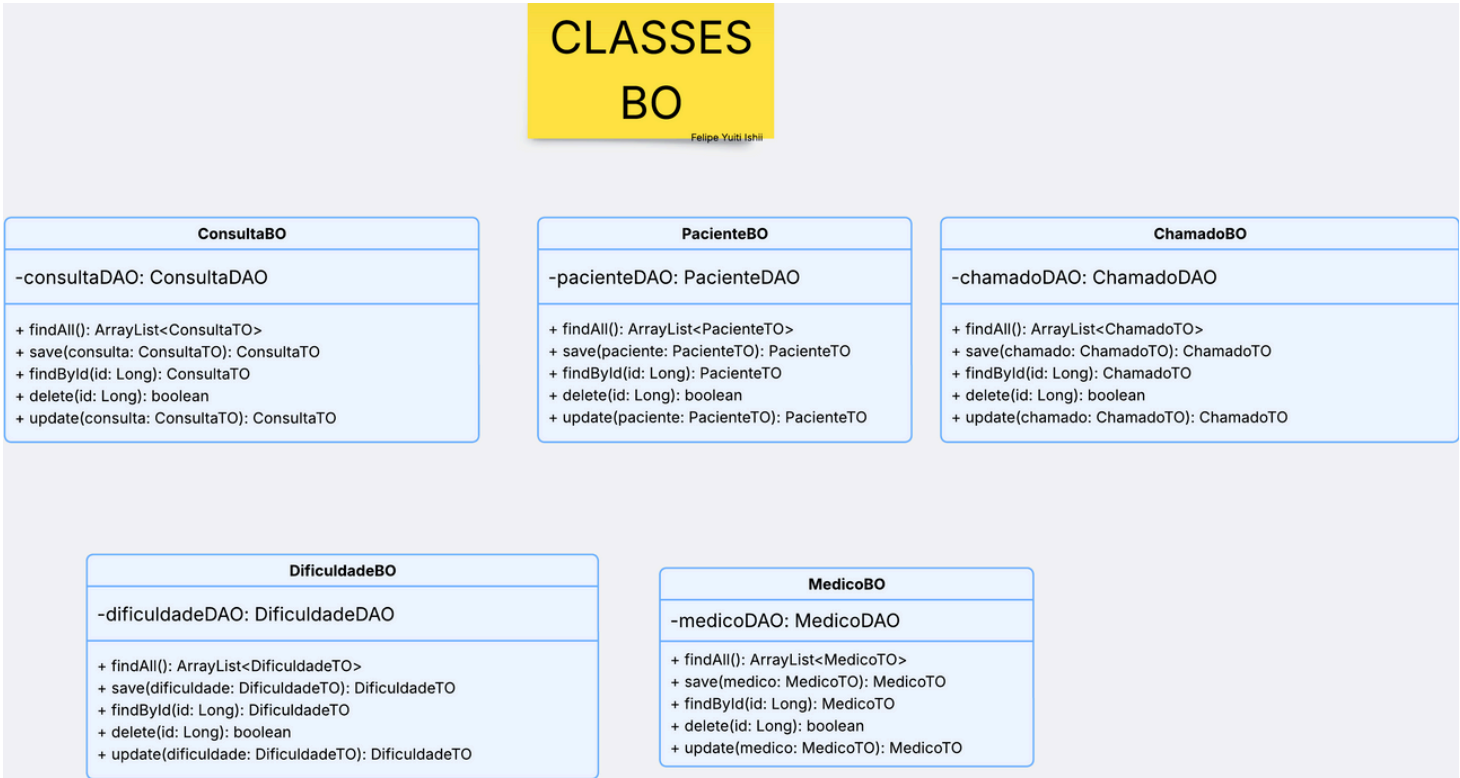 CLASSES
BO
Felipe Yuiti Ishii
ConsultaBO
-consultaDAO: ConsultaDAO
+ findAll(): ArrayList<ConsultaTO>
+ save(consulta: ConsultaTO): ConsultaTO
+ findById(id: Long): ConsultaTO
+ delete(id: Long): boolean
+ update(consulta: ConsultaTO): ConsultaTO
PacienteBO
-pacienteDAO: PacienteDAO
+ findAll(): ArrayList<PacienteTO>
+ save(paciente: PacienteTO): PacienteTO
+ findById(id: Long): PacienteTO
+ delete(id: Long): boolean
+ update(paciente: PacienteTO): PacienteTO
ChamadoBO
-chamadoDAO: ChamadoDAO
+ findAll(): ArrayList<ChamadoTO>
+ save(chamado: ChamadoTO): ChamadoTO
+ findById(id: Long): ChamadoTO
+ delete(id: Long): boolean
+ update(chamado: ChamadoTO): ChamadoTO
DificuldadeBO
-dificuldadeDAO: DificuldadeDAO
+ findAll(): ArrayList<DificuldadeTO>
+ save(dificuldade: DificuldadeTO): DificuldadeTO
+ findById(id: Long): DificuldadeTO
+ delete(id: Long): boolean
+ update(dificuldade: DificuldadeTO): DificuldadeTO
MedicoBO
-medicoDAO: MedicoDAO
+ findAll(): ArrayList<MedicoTO>
+ save(medico: MedicoTO): MedicoTO
+ findById(id: Long): MedicoTO
+ delete(id: Long): boolean
+ update(medico: MedicoTO): MedicoTO